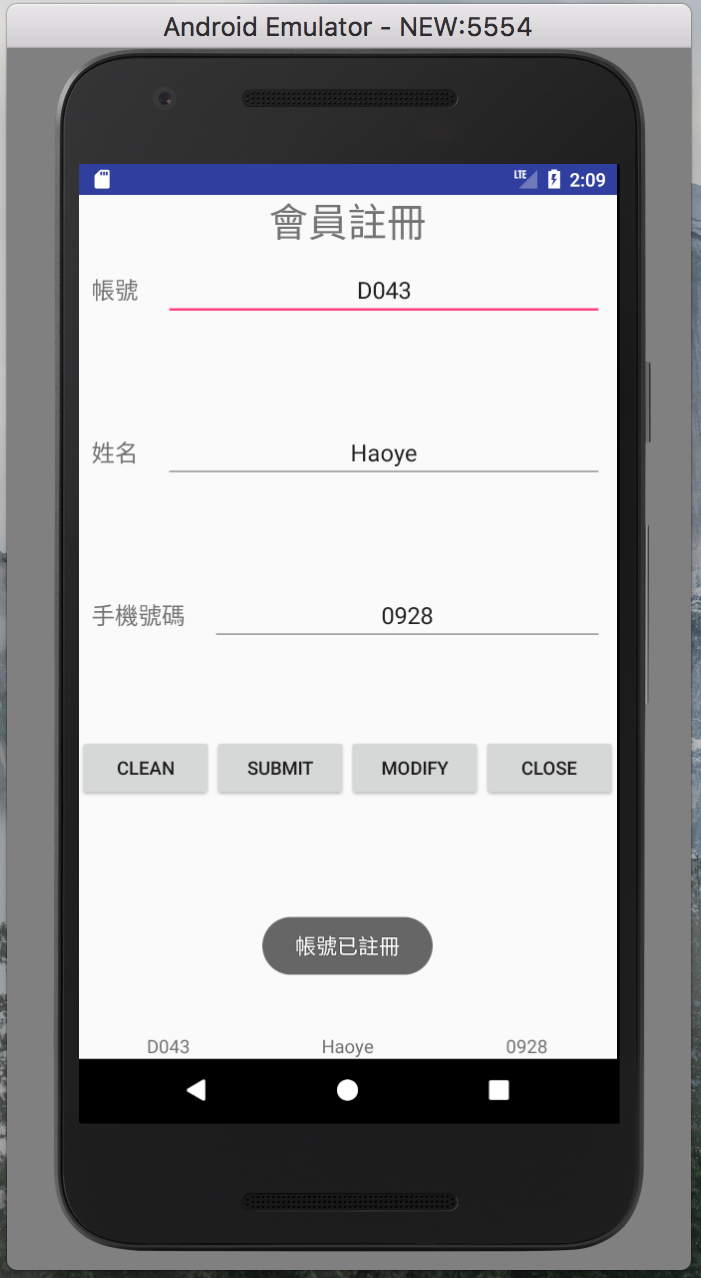 Android Emulator - NEW:5554
LTE 2:09
會員註冊
帳號 D043
姓名 Haoye
手機號碼 0928
CLEAN SUBMIT MODIFY CLOSE
帳號已註冊
D043 Haoye 0928